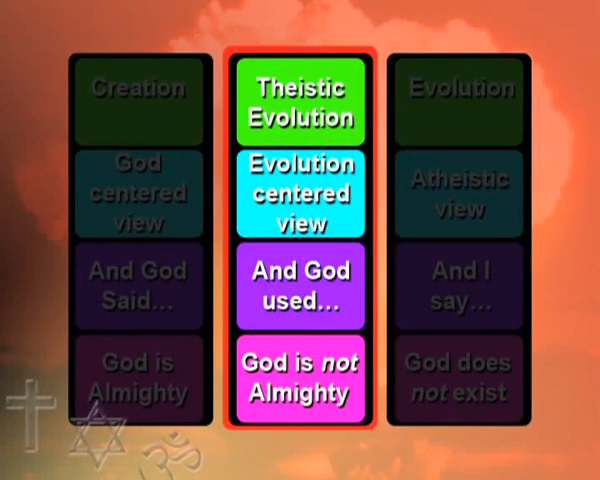 Creation
God
centered
view
And God
Said...
God is
Almighty
Theistic
Evolution
Evolution
centered
view
And God
used...
God is not
Almighty
Evolution
Atheistic
view
And I
say...
God does
not exist